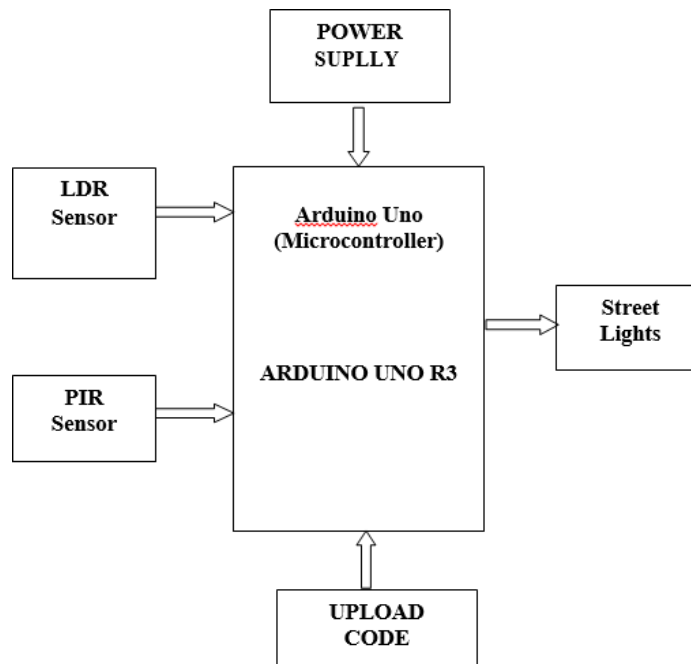 POWER
SUPLLY
LDR
Sensor
Arduino Uno
(Microcontroller)
Street
Lights
ARDUINO UNO R3
PIR
Sensor
UPLOAD
CODE